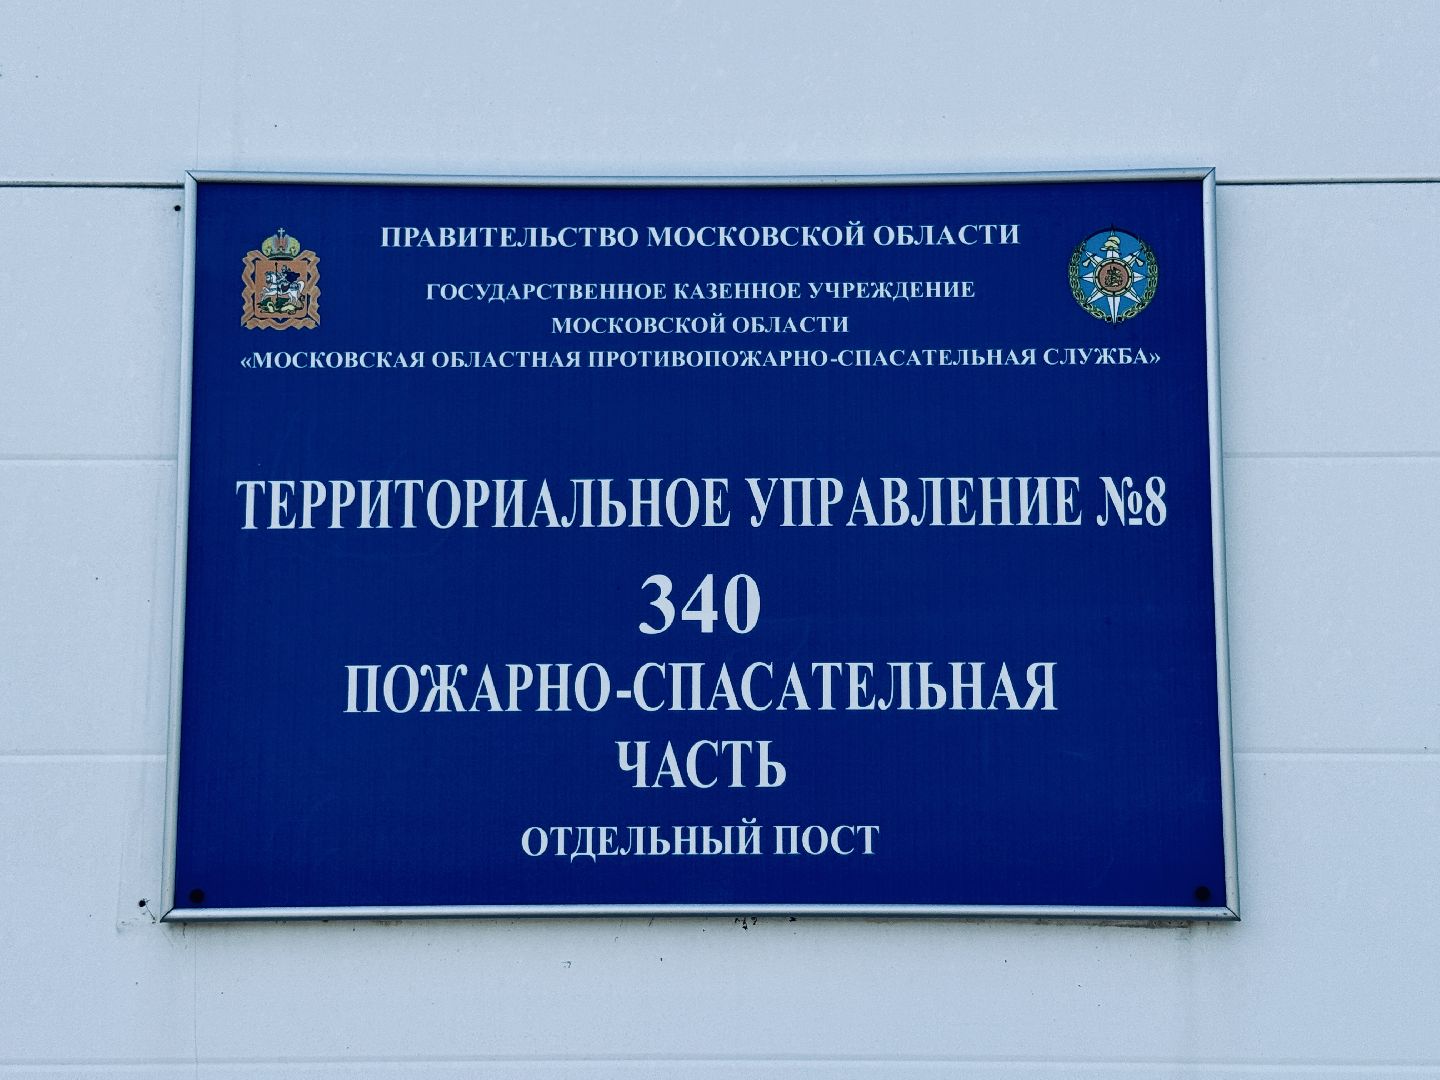 ПРАВИТЕЛЬСТВО МОСКОВСКОЙ ОБЛАСТИ
ГОСУДАРСТВЕННОЕ КАЗЕННОЕ УЧРЕЖДЕНИЕ
МОСКОВСКОЙ ОБЛАСТИ
«МОСКОВСКАЯ ОБЛАСТНАЯ ПРОТИВОПОЖАРНО-СПАСАТЕЛЬНАЯ СЛУЖБА»
ТЕРРИТОРИАЛЬНОЕ УПРАВЛЕНИЕ №8
340
ПОЖАРНО-СПАСАТЕЛЬНАЯ
ЧАСТЬ
ОТДЕЛЬНЫЙ ПОСТ